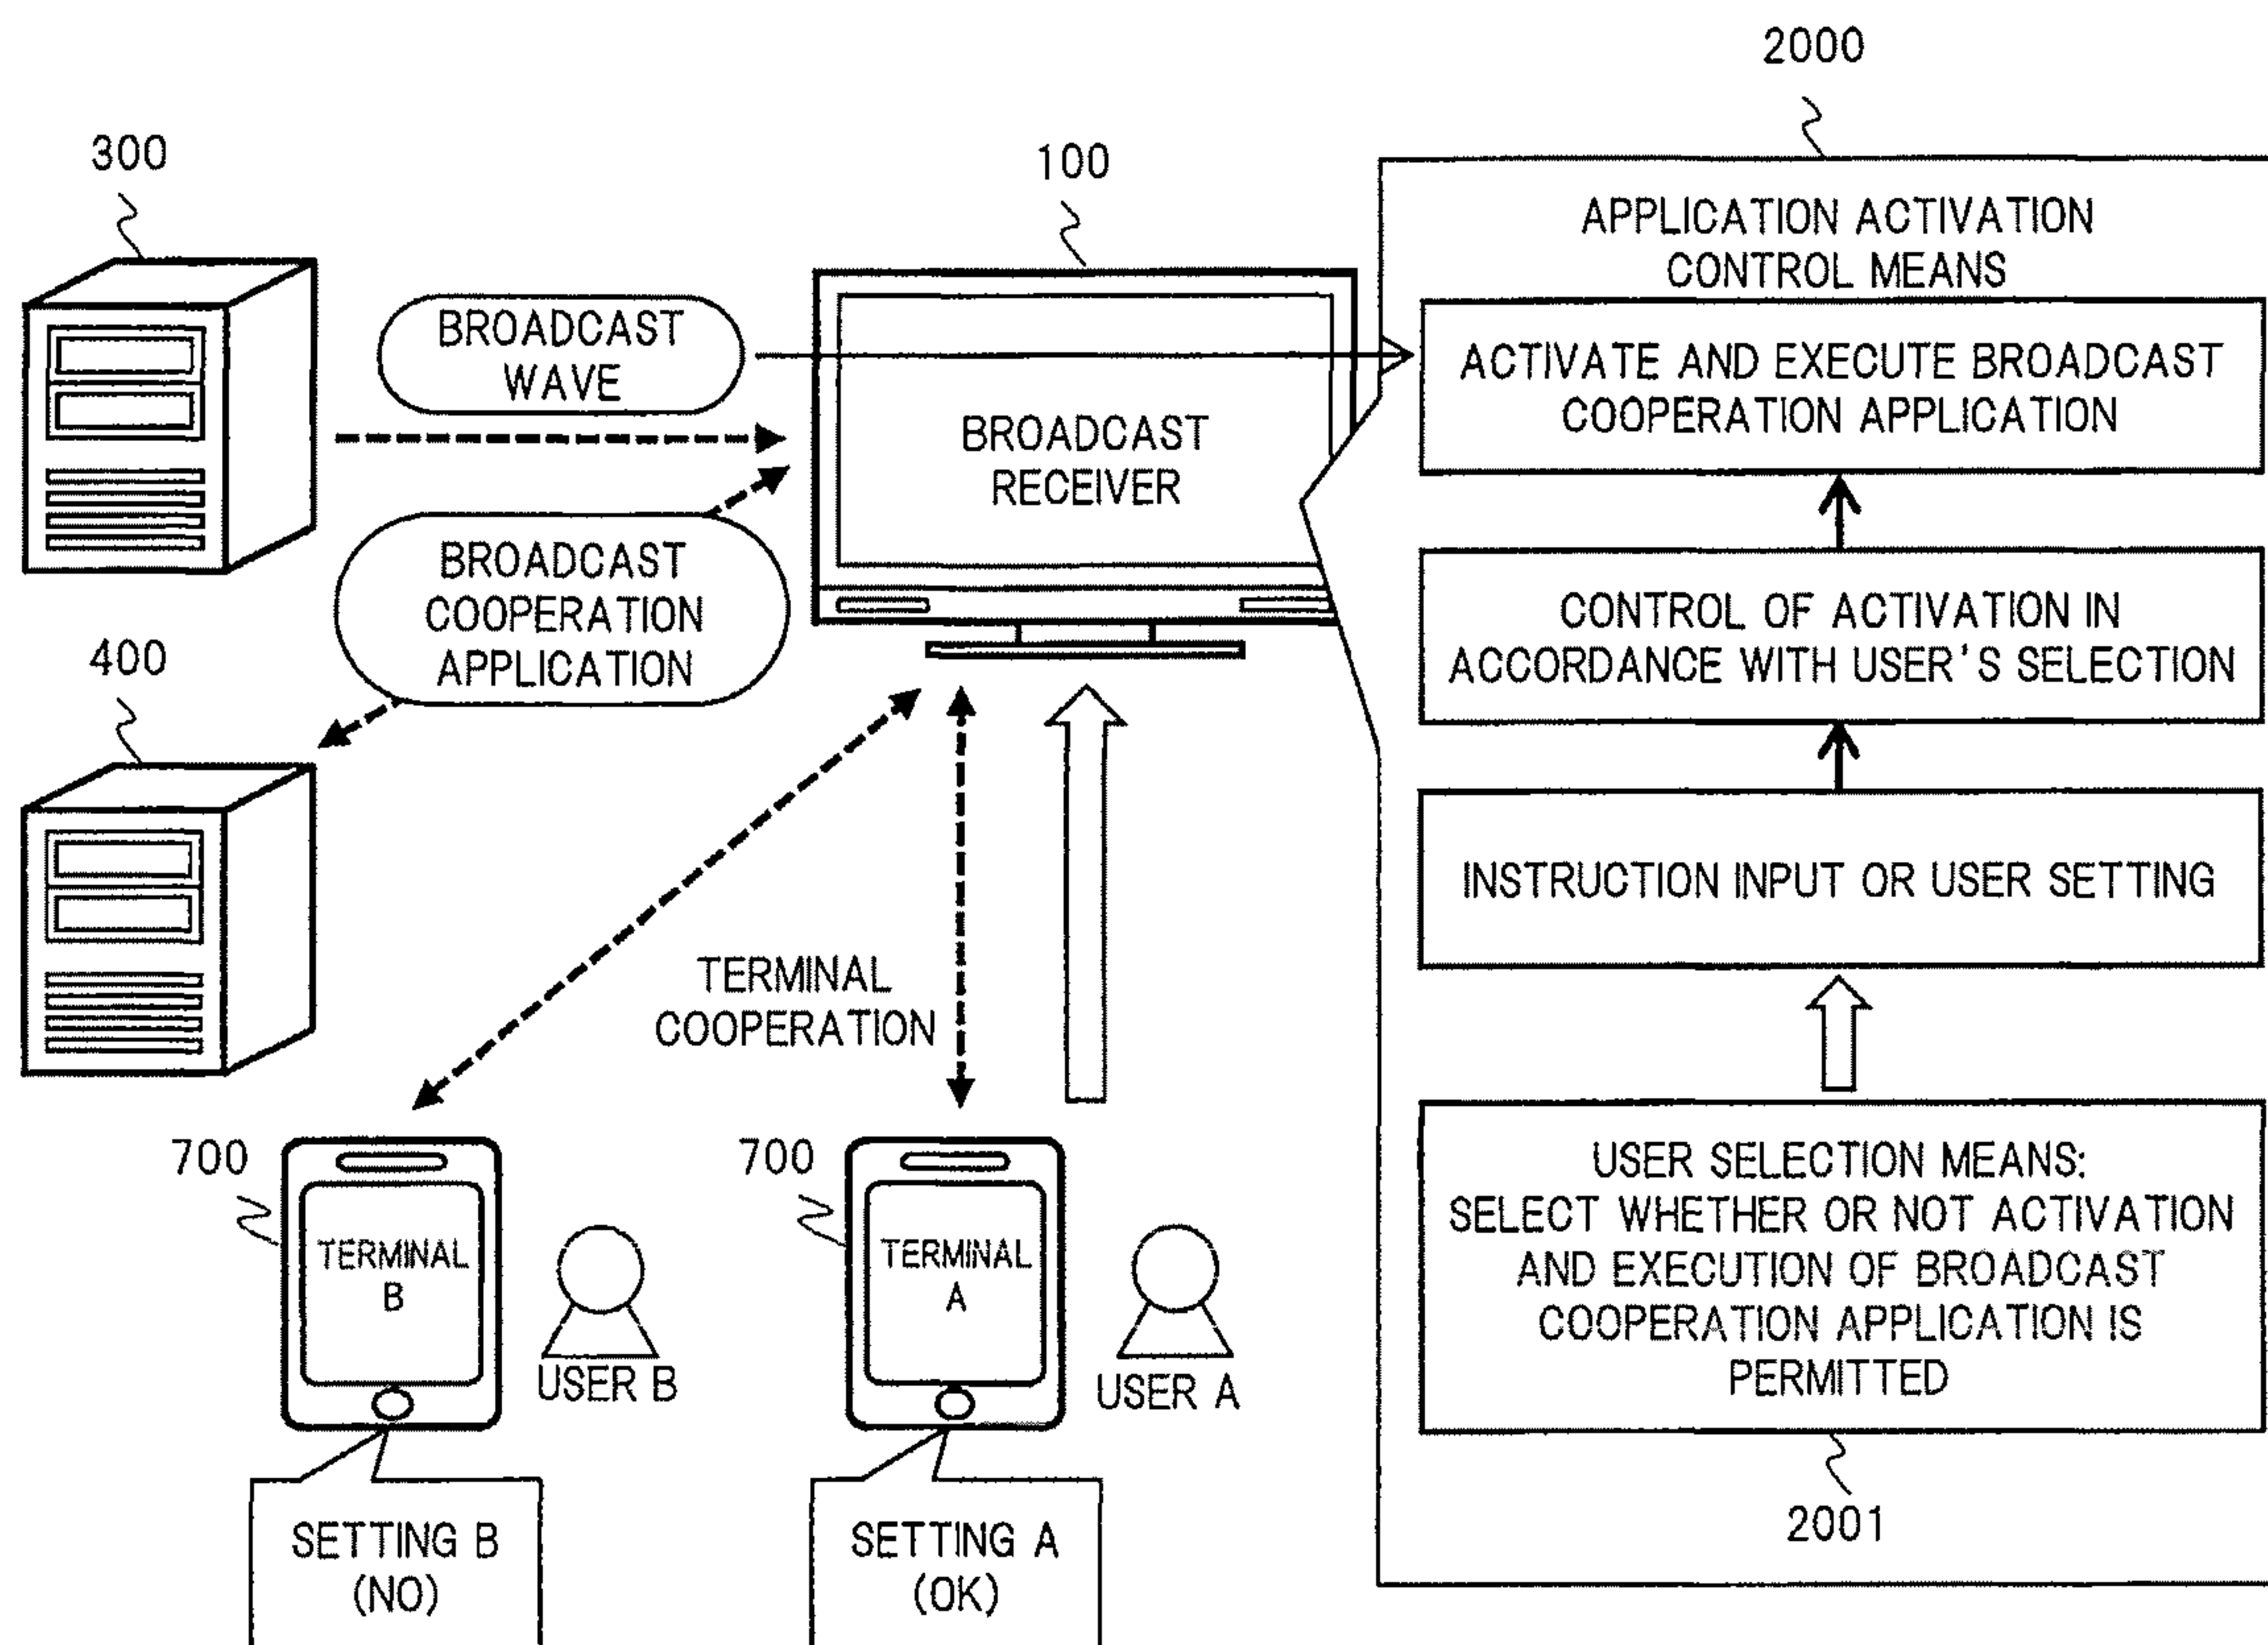 2000
300
100
APPLICATION ACTIVATION
CONTROL MEANS
BROADCAST
WAVE
ACTIVATE AND EXECUTE BROADCAST
COOPERATION APPLICATION
BROADCAST
RECEIVER
BROADCAST
COOPERATION
APPLICATION
CONTROL OF ACTIVATION IN
ACCORDANCE WITH USER'S SELECTION
400
INSTRUCTION INPUT OR USER SETTING
TERMINAL
COOPERATION
700
TERMINAL
B
USER B
700
TERMINAL
A
USER A
USER SELECTION MEANS:
SELECT WHETHER OR NOT ACTIVATION
AND EXECUTION OF BROADCAST
COOPERATION APPLICATION IS
PERMITTED
2001
SETTING B
(NO)
SETTING A
(OK)